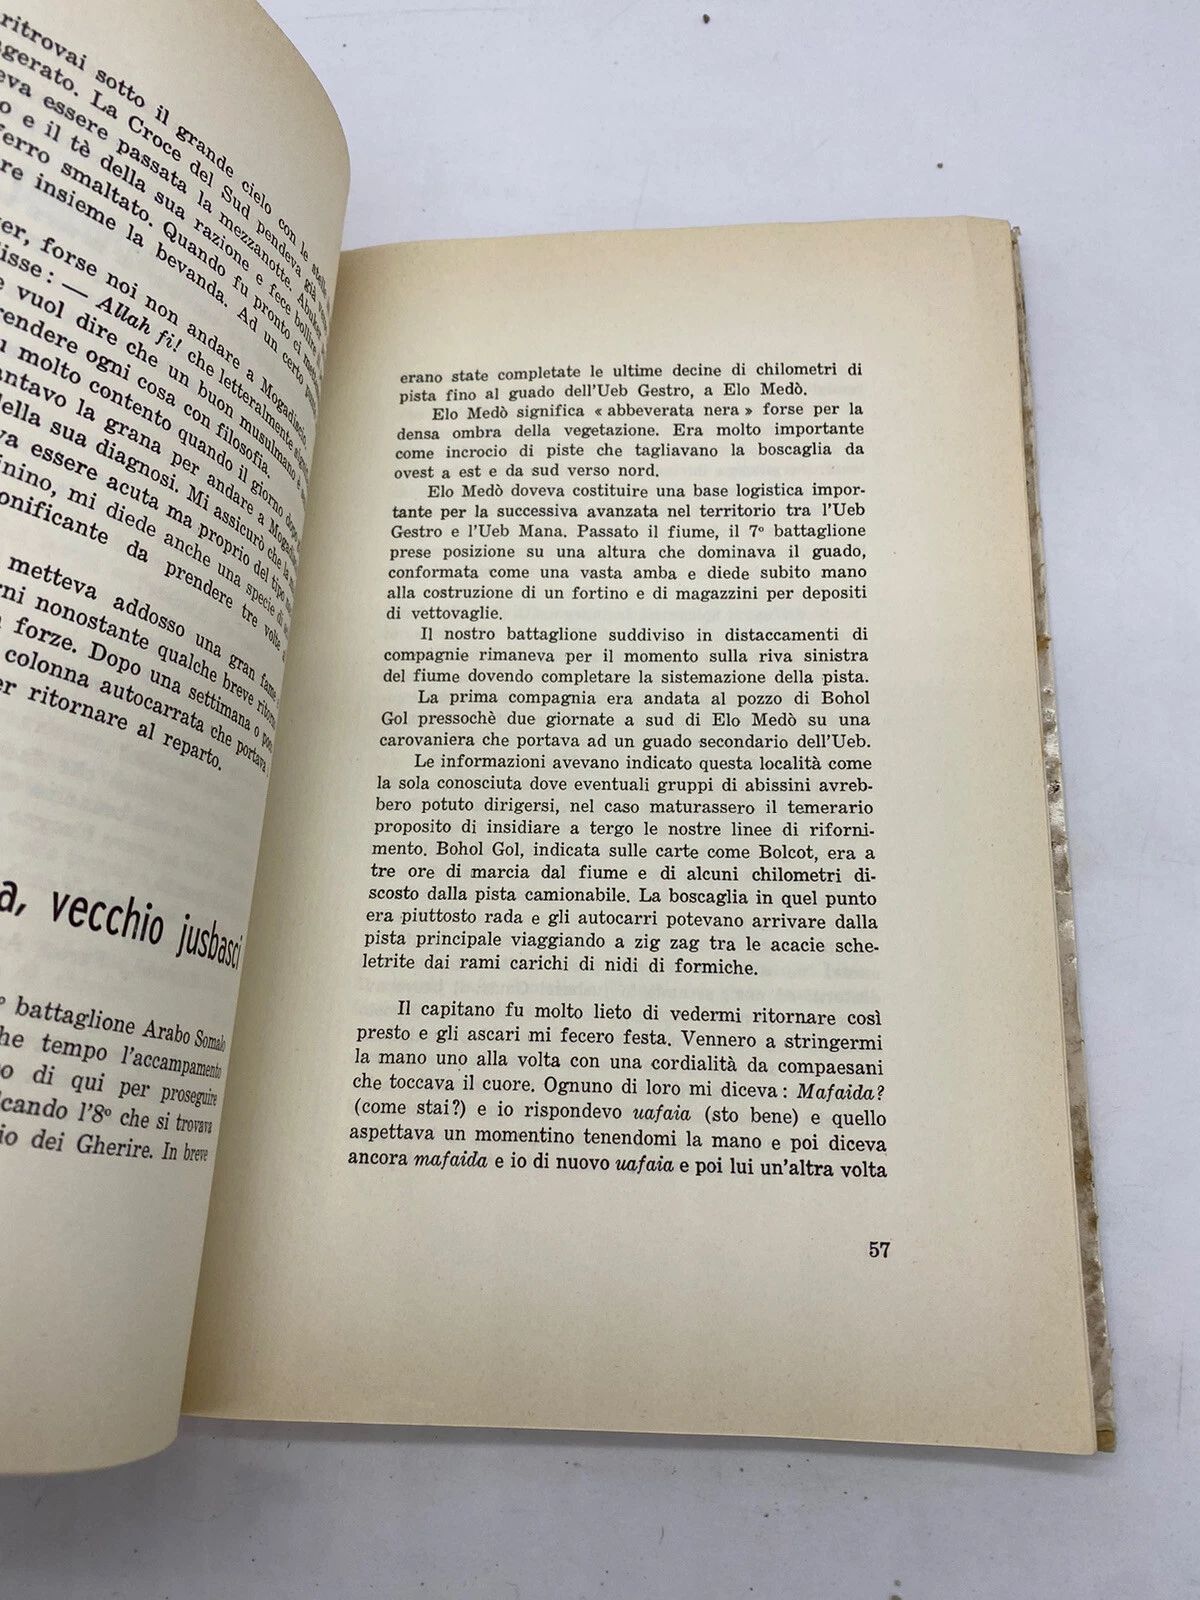 ritrovai sotto il grande cielo con le stelle
gerato. La Croce del Sud pendeva già
eva essere passata la mezzanotte.
o e il tè della sua razione e fece bollire
ferro smaltato. Quando fu pronto ci
re insieme la bevanda. Ad un certo
er, forse noi non andare a Mogadiscio
isse: — Allah fi! che letteralmente
e vuol dire che un buon musulmano è
rendere ogni cosa con filosofia.
u molto contento quando il giorno dopo
antavo la grana per andare a
della sua diagnosi. Mi assicurò che la
va essere acuta ma proprio del tipo
inino, mi diede anche una specie di
onificante da prendere tre volte
metteva addosso una gran fame
rni nonostante qualche breve
forze. Dopo una settimana o
colonna autocarrata che portava
er ritornare al reparto.
a, vecchio jusbasci
° battaglione Arabo Somalo
he tempo l'accampamento
o di qui per proseguire
cando l'8° che si trovava
io dei Gherire. In breve
erano state completate le ultime decine di chilometri di
pista fino al guado dell'Ueb Gestro, a Elo Medò.
Elo Medò significa « abbeverata nera » forse per la
densa ombra della vegetazione. Era molto importante
come incrocio di piste che tagliavano la boscaglia da
ovest a est e da sud verso nord.
Elo Medò doveva costituire una base logistica impor-
tante per la successiva avanzata nel territorio tra l'Ueb
Gestro e l'Ueb Mana. Passato il fiume, il 7° battaglione
prese posizione su una altura che dominava il guado,
conformata come una vasta amba e diede subito mano
alla costruzione di un fortino e di magazzini per depositi
di vettovaglie.
Il nostro battaglione suddiviso in distaccamenti di
compagnie rimaneva per il momento sulla riva sinistra
del fiume dovendo completare la sistemazione della pista.
La prima compagnia era andata al pozzo di Bohol
Gol pressochè due giornate a sud di Elo Medò su una
carovaniera che portava ad un guado secondario dell'Ueb.
Le informazioni avevano indicato questa località come
la sola conosciuta dove eventuali gruppi di abissini avreb-
bero potuto dirigersi, nel caso maturassero il temerario
proposito di insidiare a tergo le nostre linee di riforni-
mento. Bohol Gol, indicata sulle carte come Bolcot, era a
tre ore di marcia dal fiume e di alcuni chilometri di-
scosto dalla pista camionabile. La boscaglia in quel punto
era piuttosto rada e gli autocarri potevano arrivare dalla
pista principale viaggiando a zig zag tra le acacie sche-
letrite dai rami carichi di nidi di formiche.
Il capitano fu molto lieto di vedermi ritornare così
presto e gli ascari mi fecero festa. Vennero a stringermi
la mano uno alla volta con una cordialità da compaesani
che toccava il cuore. Ognuno di loro mi diceva: Mafaida?
(come stai?) e io rispondevo uafaia (sto bene) e quello
aspettava un momentino tenendomi la mano e poi diceva
ancora mafaida e io di nuovo uafaia e poi lui un'altra volta
57